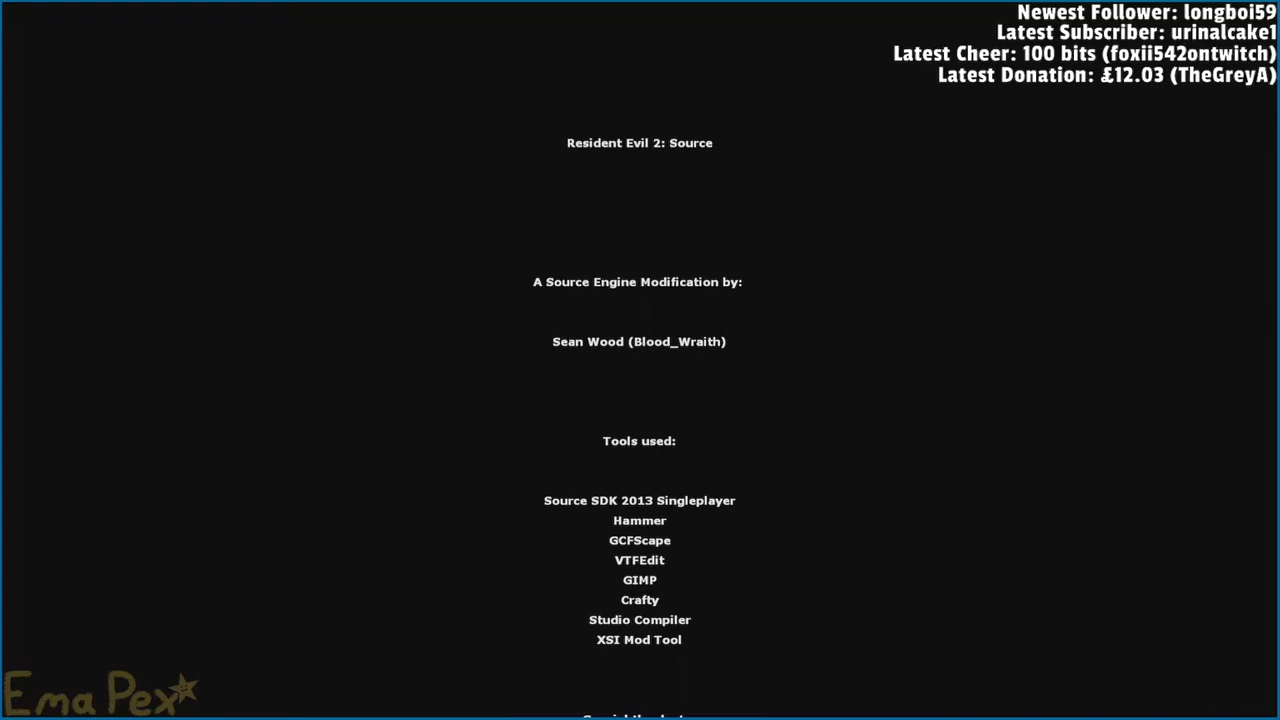 Newest Follower: longboi59
Latest Subscriber: urinalcake1
Latest Cheer: 100 bits (foxii542ontwitch)
Latest Donation: £12.03 (TheGreyA)
Resident Evil 2: Source
A Source Engine Modification by:
Sean Wood (Blood_Wraith)
Tools used:
Source SDK 2013 Singleplayer
Hammer
GCFScape
VTFEdit
GIMP
Crafty
Studio Compiler
XSI Mod Tool
Ema Pex